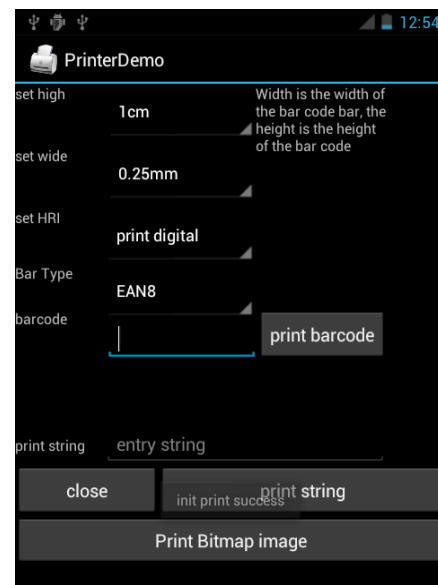 12:54
PrinterDemo
set high
1cm
Width is the width of
the bar code bar, the
height is the height
of the bar code
set wide
0.25mm
set HRI
print digital
Bar Type
EAN8
barcode
print barcode
print string
entry string
close
print string
init print success
Print Bitmap image